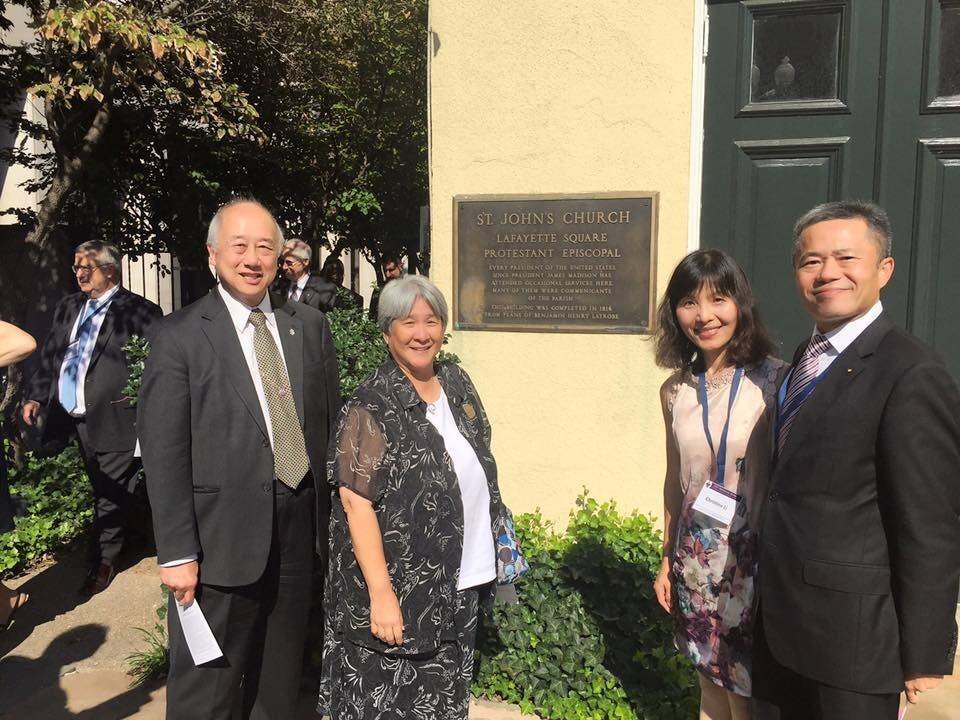 ST. JOHN'S CHURCH
LAFAYETTE SQUARE
PROTESTANT EPISCOPAL
EVERY PRESIDENT OF THE UNITED STATES
SINCE PRESIDENT JAMES MADISON HAS
ATTENDED OCCASIONAL SERVICES HERE.
MANY OF THEM WERE COMMUNICANTS
OF THE PARISH
THIS BUILDING WAS COMPLETED IN 1816
FROM PLANS OF BENJAMIN LATROBE
Christine Li